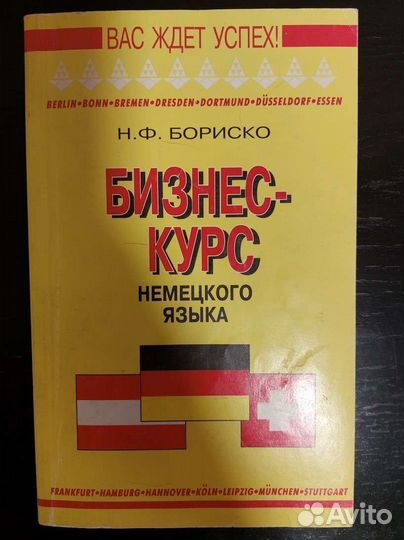 ВАС ЖДЕТ УСПЕХ!
BERLIN•BONN•BREMEN•DRESDEN•DORTMUND•DÜSSELDORF•ESSEN
Н.Ф. БОРИСКО
БИЗНЕС-
КУРС
НЕМЕЦКОГО
ЯЗЫКА
FRANKFURT•HAMBURG•HANNOVER•KÖLN•LEIPZIG•MÜNCHEN•STUTTGART
Avito